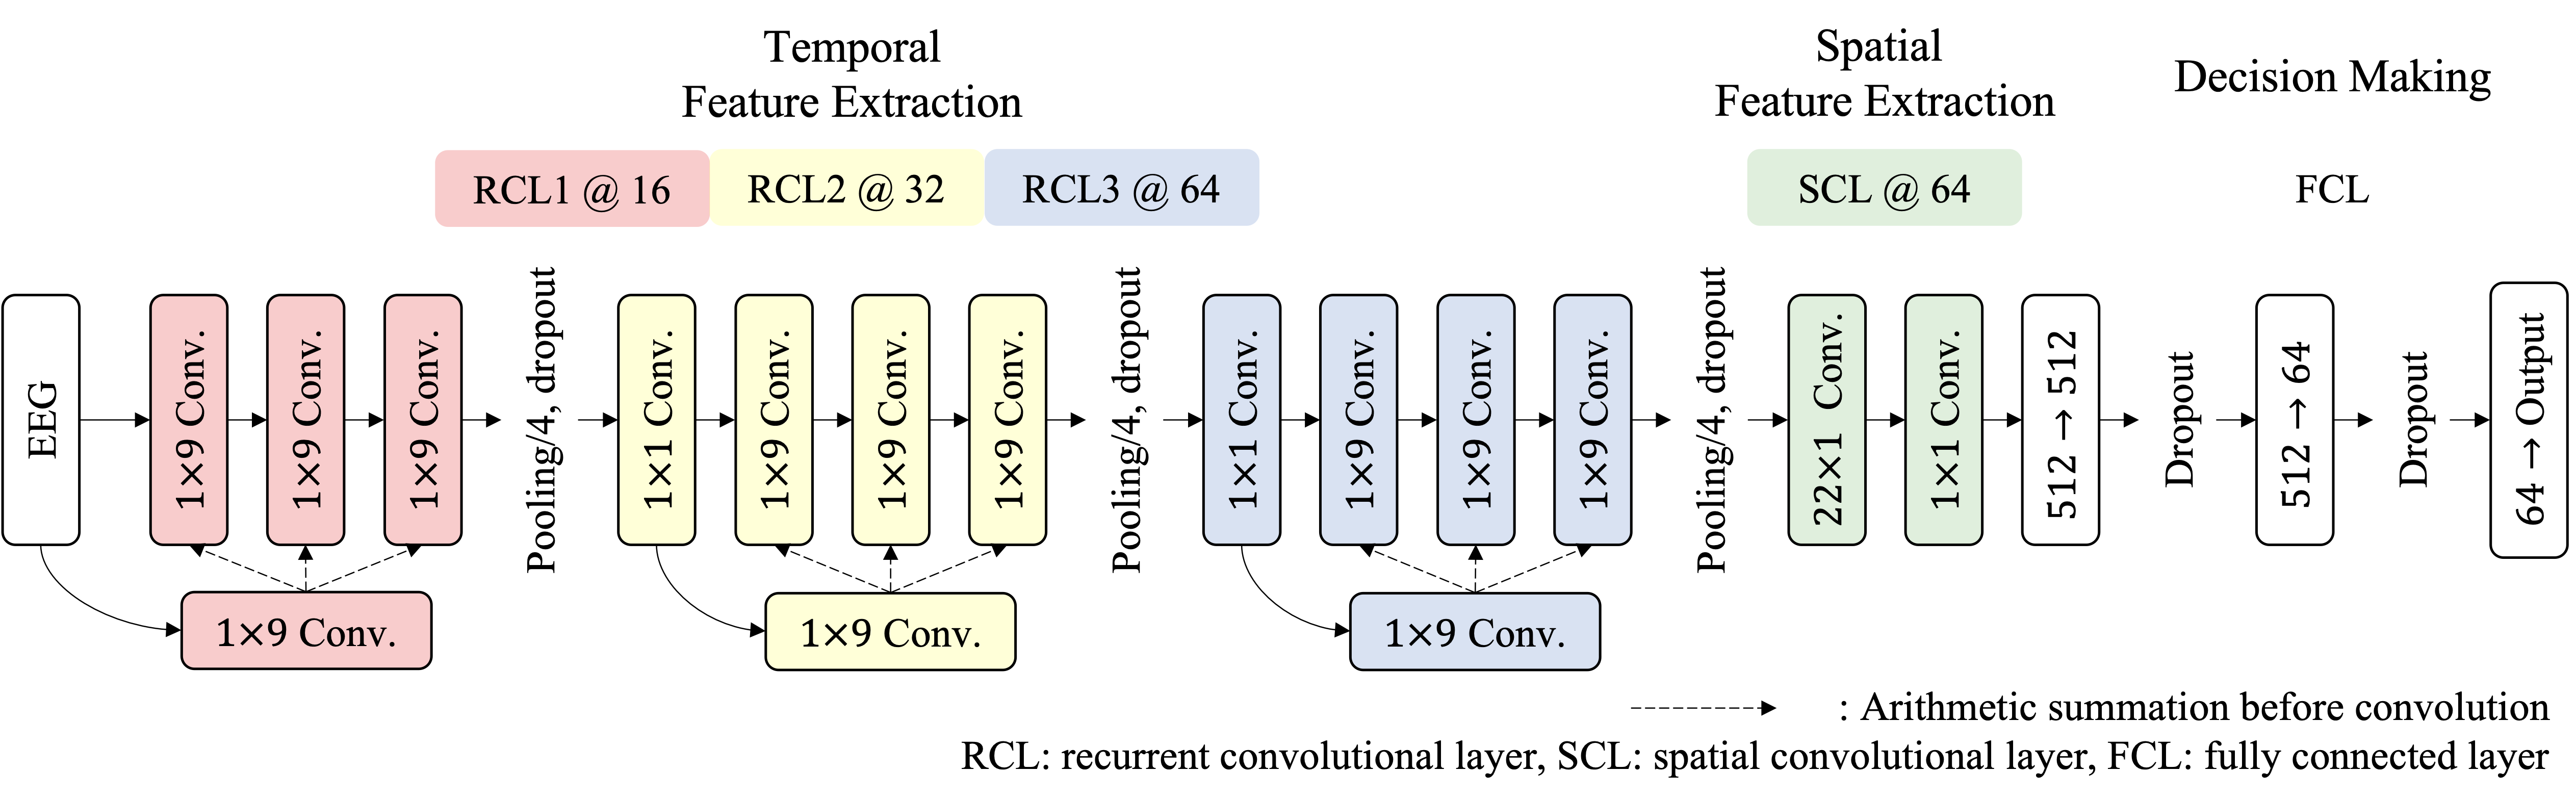 Temporal
Feature Extraction
Spatial
Feature Extraction
Decision Making
RCL1 @ 16
RCL2 @ 32
RCL3 @ 64
SCL @ 64
FCL
EEG
1×9 Conv.
1×9 Conv.
1×9 Conv.
1×9 Conv.
Pooling/4, dropout
1×1 Conv.
1×9 Conv.
1×9 Conv.
1×9 Conv.
1×9 Conv.
Pooling/4, dropout
1×1 Conv.
1×9 Conv.
1×9 Conv.
1×9 Conv.
1×9 Conv.
Pooling/4, dropout
22×1 Conv.
1×1 Conv.
512 → 512
Dropout
512 → 64
Dropout
64 → Output
: Arithmetic summation before convolution
RCL: recurrent convolutional layer, SCL: spatial convolutional layer, FCL: fully connected layer